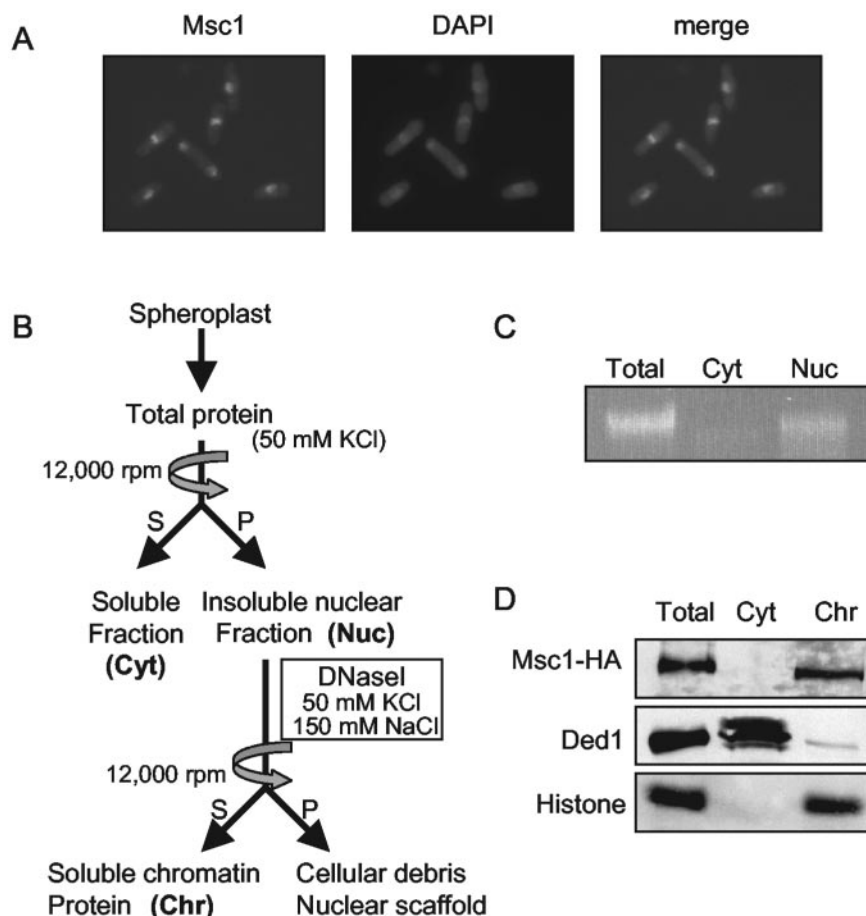 A
Msc1 DAPI merge
B
Spheroplast
Total protein
(50 mM KCl)
12,000 rpm
S P
Soluble Insoluble nuclear
Fraction Fraction (Nuc)
(Cyt)
DNaseI
50 mM KCl
150 mM NaCl
12,000 rpm
S P
Soluble chromatin Cellular debris
Protein (Chr) Nuclear scaffold
C
Total Cyt Nuc
D
Total Cyt Chr
Msc1-HA
Ded1
Histone